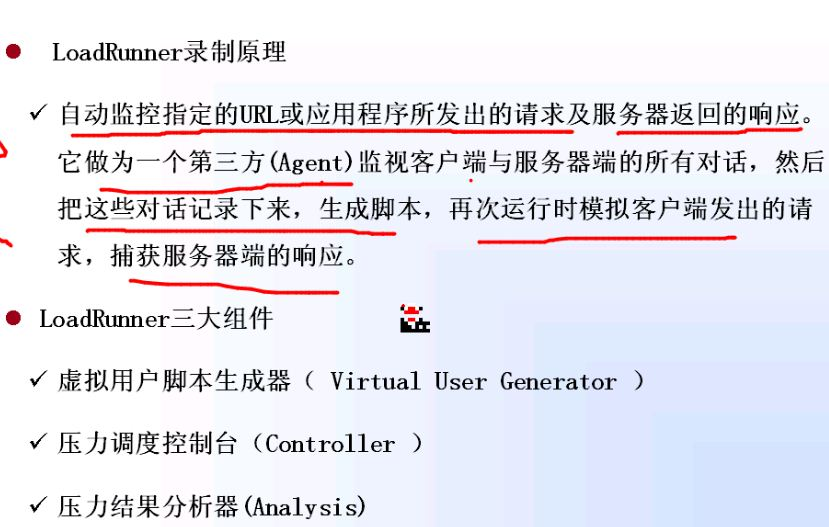 LoadRunner录制原理
自动监控指定的URL或应用程序所发出的请求及服务器返回的响应。
它做为一个第三方(Agent)监视客户端与服务器端的所有对话，然后
把这些对话记录下来，生成脚本，再次运行时模拟客户端发出的请
求，捕获服务器端的响应。
LoadRunner三大组件
虚拟用户脚本生成器（ Virtual User Generator ）
压力调度控制台（Controller ）
压力结果分析器(Analysis)